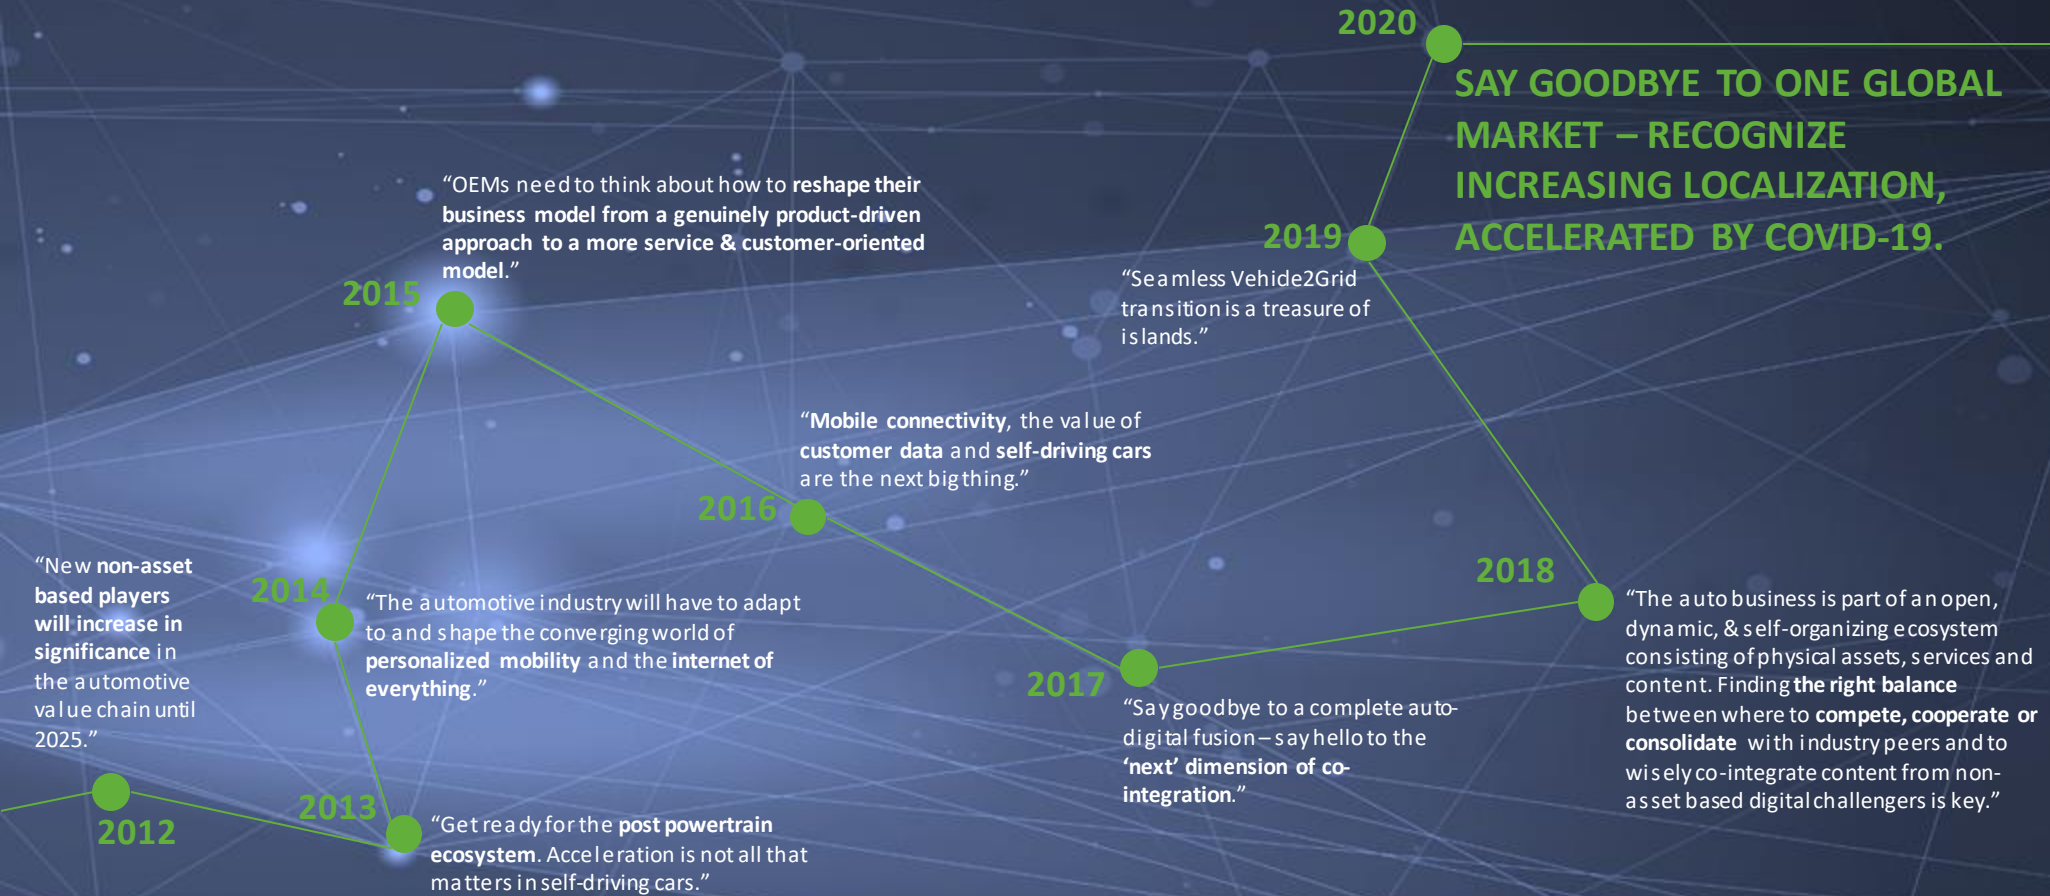 2020
SAY GOODBYE TO ONE GLOBAL
MARKET – RECOGNIZE
INCREASING LOCALIZATION,
ACCELERATED BY COVID-19.
“OEMs need to think about how to reshape their
business model from a genuinely product-driven
approach to a more service & customer-oriented
model.”
2015
2019
“Seamless Vehide2Grid
transition is a treasure of
islands.”
“Mobile connectivity, the value of
customer data and self-driving cars
are the next big thing.”
2016
“New non-asset
based players
will increase in
significance in
the automotive
value chain until
2025.”
2012
2014
“The automotive industry will have to adapt
to and shape the converging world of
personalized mobility and the internet of
everything.”
2018
“The auto business is part of an open,
dynamic, & self-organizing ecosystem
consisting of physical assets, services and
content. Finding the right balance
between where to compete, cooperate or
consolidate with industry peers and to
wisely co-integrate content from non-
asset based digital challengers is key.”
2017
“Say goodbye to a complete auto-
digital fusion – say hello to the
‘next’ dimension of co-
integration.”
2013
“Get ready for the post powertrain
ecosystem. Acceleration is not all that
matters in self-driving cars.”